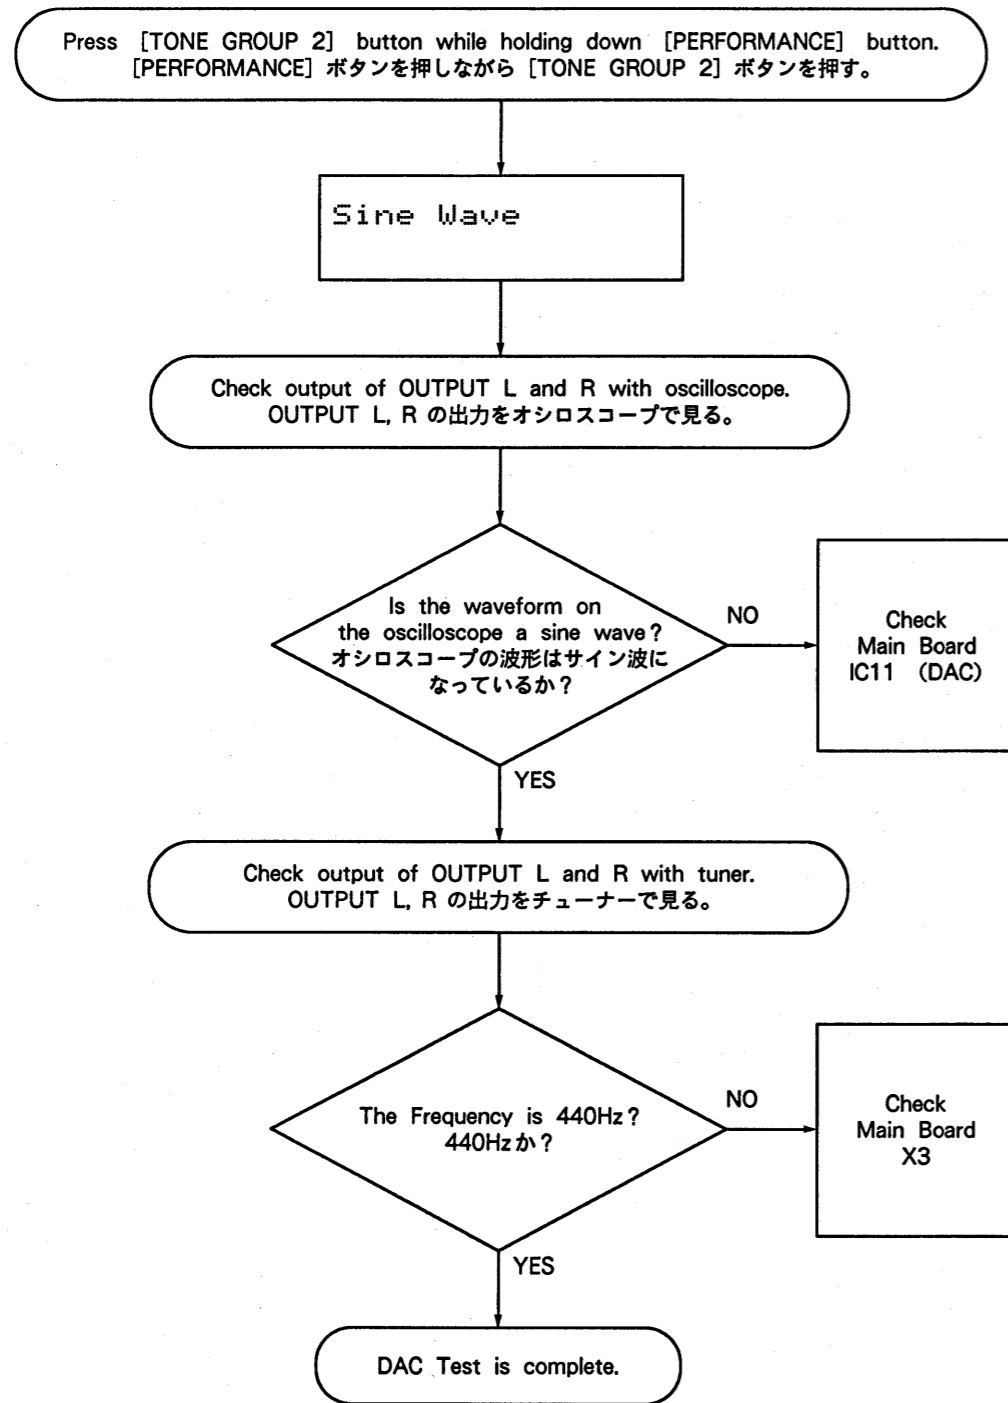 Press [TONE GROUP 2] button while holding down [PERFORMANCE] button.
[PERFORMANCE] ボタンを押しながら [TONE GROUP 2] ボタンを押す。
Sine Wave
Check output of OUTPUT L and R with oscilloscope.
OUTPUT L, R の出力をオシロスコープで見る。
Is the waveform on
the oscilloscope a sine wave?
オシロスコープの波形はサイン波に
なっているか?
NO
Check
Main Board
IC11 (DAC)
YES
Check output of OUTPUT L and R with tuner.
OUTPUT L, R の出力をチューナーで見る。
The Frequency is 440Hz?
440Hzか?
NO
Check
Main Board
X3
YES
DAC Test is complete.